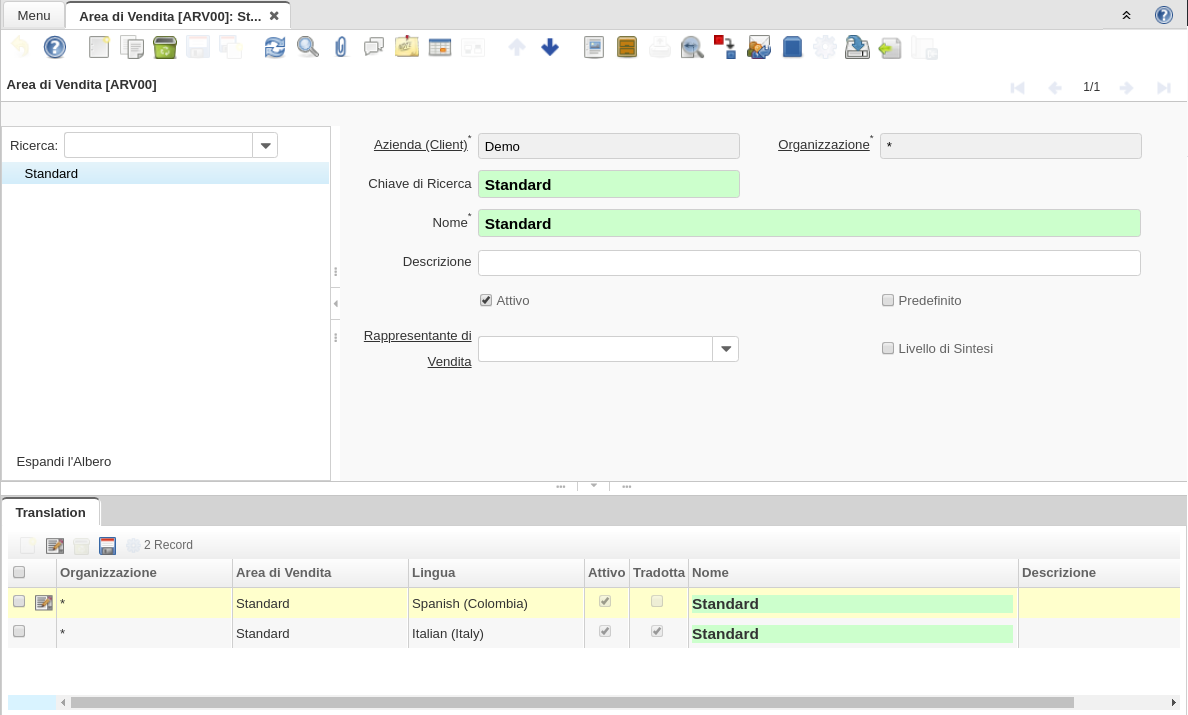 Menu
Area di Vendita [ARV00]: St...
Area di Vendita [ARV00]
1/1
Ricerca:
Standard
Espandi l'Albero
Azienda (Client)* Demo
Organizzazione* *
Chiave di Ricerca Standard
Nome* Standard
Descrizione
Attivo
Predefinito
Rappresentante di
Vendita
Livello di Sintesi
Translation
2 Record
Organizzazione Area di Vendita Lingua Attivo Tradotta Nome Descrizione
* Standard Spanish (Colombia) Standard
* Standard Italian (Italy) Standard